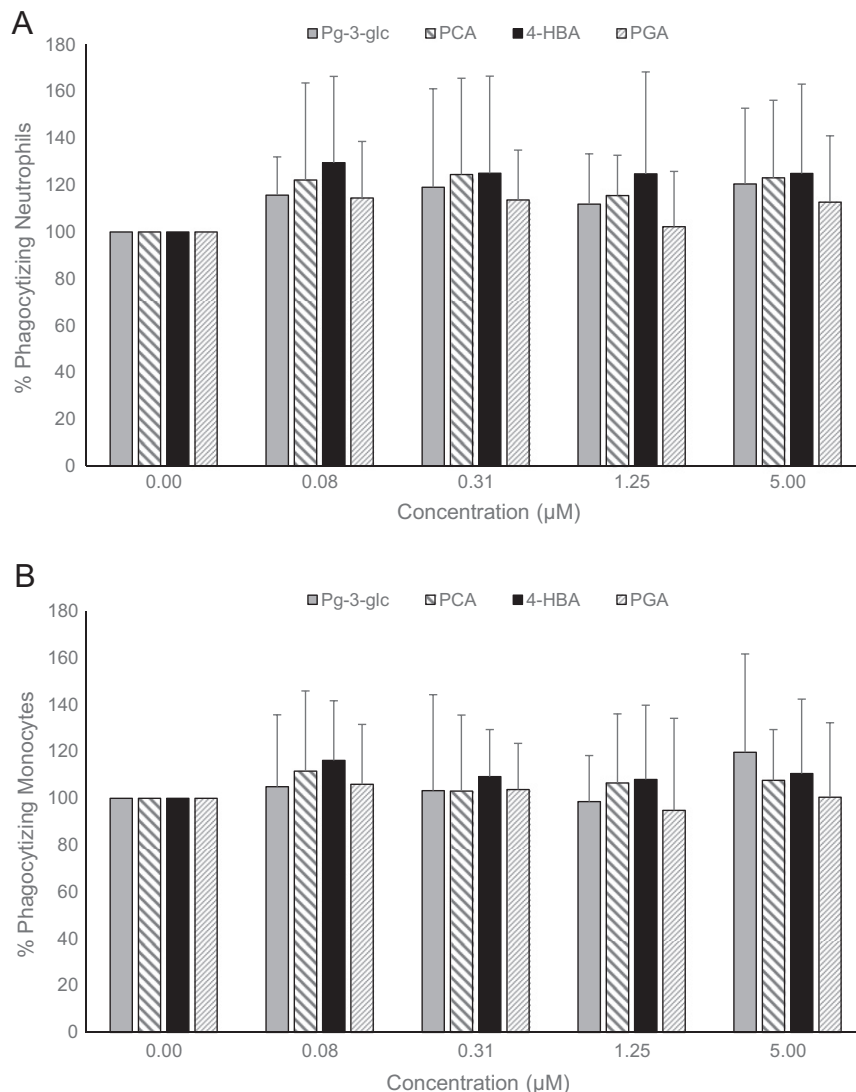 A
Pg-3-glc PCA 4-HBA PGA
180
160
140
120
100
80
60
40
20
0
% Phagocytizing Neutrophils
0.00 0.08 0.31 1.25 5.00
Concentration (µM)
B
Pg-3-glc PCA 4-HBA PGA
180
160
140
120
100
80
60
40
20
0
% Phagocytizing Monocytes
0.00 0.08 0.31 1.25 5.00
Concentration (µM)